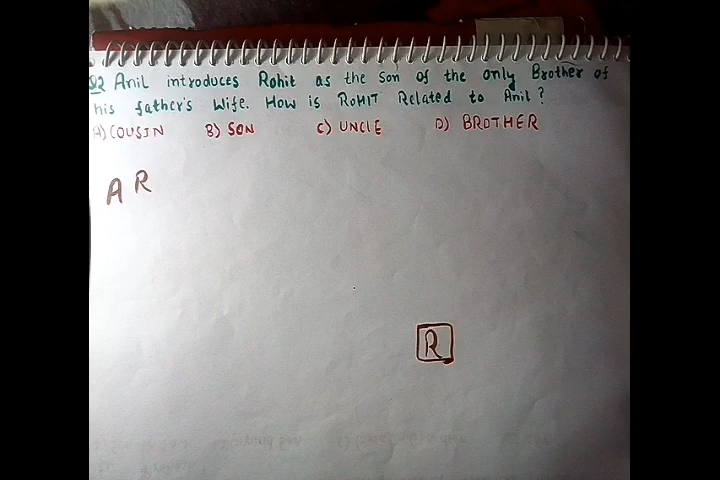 Q2 Anil introduces Rohit as the son of the only Brother of
his father's Wife. How is ROHIT Related to Anil?
A) COUSIN B) SON C) UNCLE D) BROTHER
A R
R